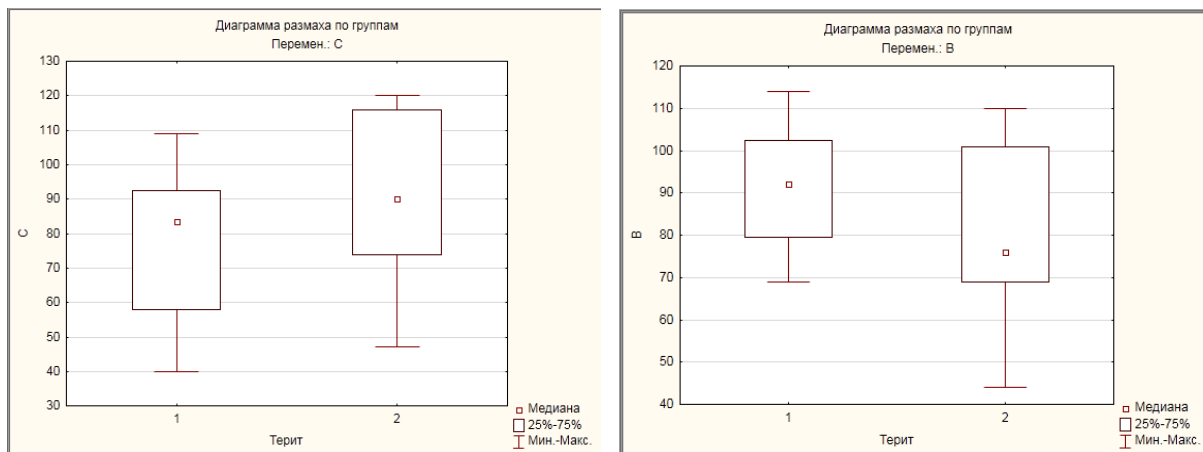 Диаграмма размаха по группам
Перемен.: C
130
120
110
100
90
80
70
60
50
40
30
C
1
2
Терит
Медиана
25%-75%
Мин.-Макс.
Диаграмма размаха по группам
Перемен.: B
120
110
100
90
80
70
60
50
40
B
1
2
Терит
Медиана
25%-75%
Мин.-Макс.